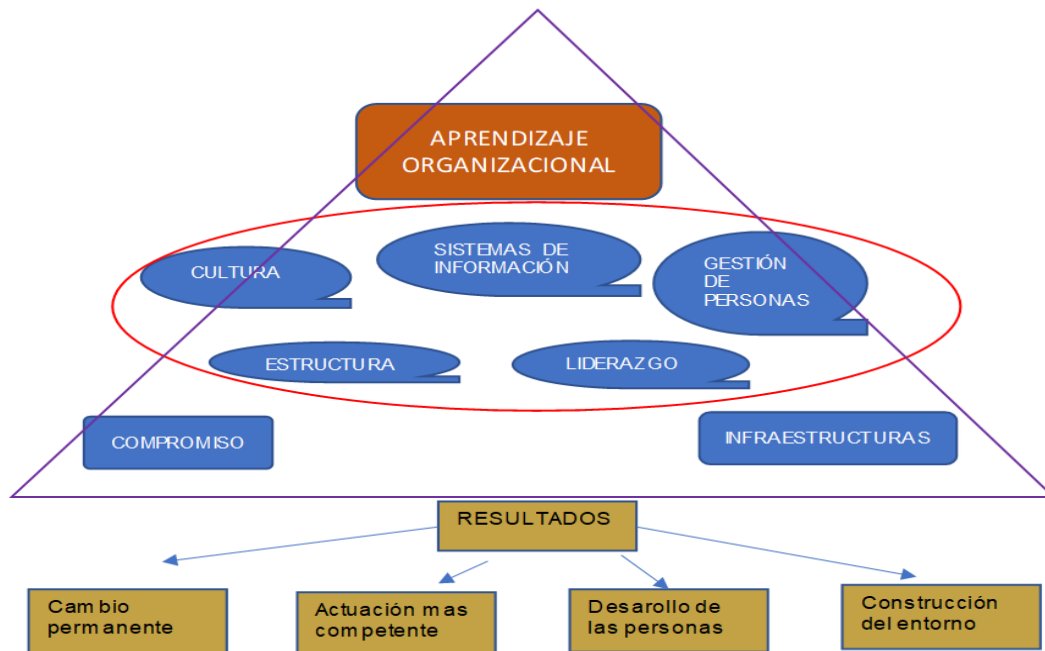 APRENDIZAJE
ORGANIZACIONAL
CULTURA
SISTEMAS DE
INFORMACIÓN
GESTIÓN
DE
PERSONAS
ESTRUCTURA
LIDERAZGO
COMPROMISO
INFRAESTRUCTURAS
RESULTADOS
Cambio
permanente
Actuación mas
competente
Desarollo de
las personas
Construcción
del entorno